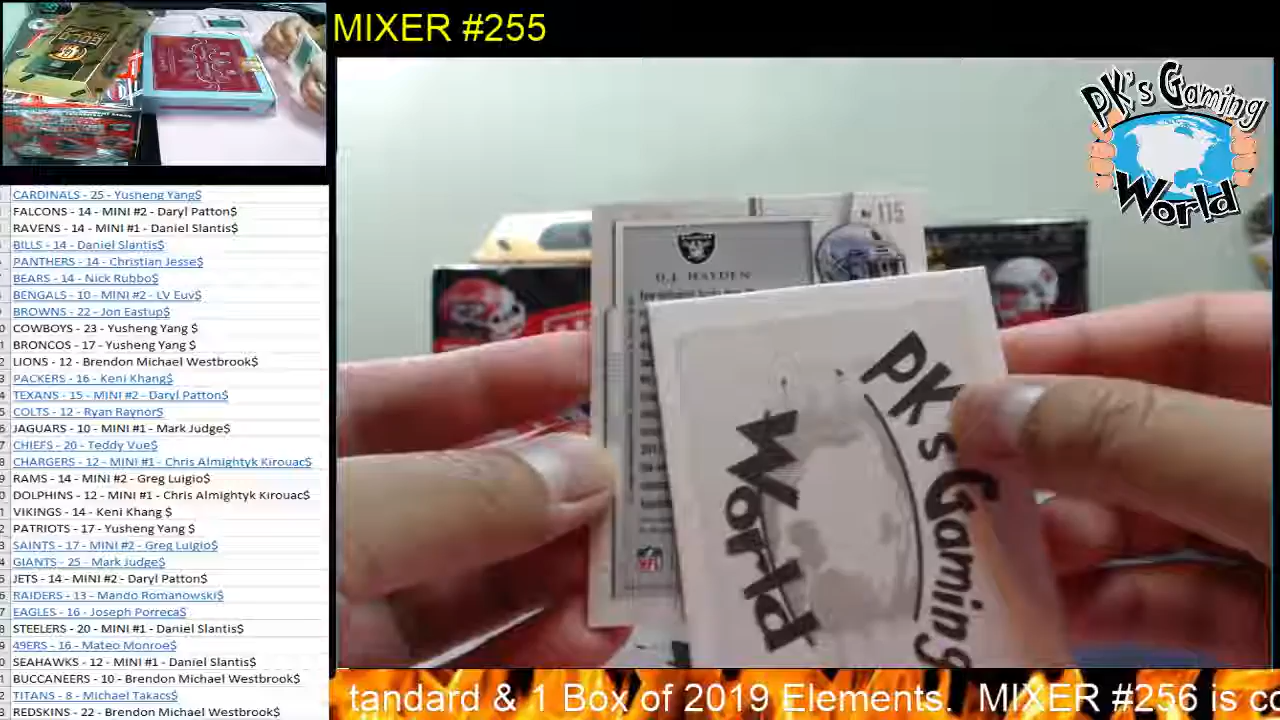 MIXER #255
PK's Gaming
World
CARDINALS - 25 - Yusheng Yang$
FALCONS - 14 - MINI #2 - Daryl Patton$
RAVENS - 14 - MINI #1 - Daniel Slantis$
BILLS - 14 - Daniel Slantis$
PANTHERS - 14 - Christian Jesse$
BEARS - 14 - Nick Rubbo$
BENGALS - 10 - MINI #2 - LV Euv$
BROWNS - 22 - Jon Eastup$
COWBOYS - 23 - Yusheng Yang $
BRONCOS - 17 - Yusheng Yang $
LIONS - 12 - Brendon Michael Westbrook$
PACKERS - 16 - Keni Khang$
TEXANS - 15 - MINI #2 - Daryl Patton$
COLTS - 12 - Ryan Raynor$
JAGUARS - 10 - MINI #1 - Mark Judge$
CHIEFS - 20 - Teddy Vue$
CHARGERS - 12 - MINI #1 - Chris Almightyk Kirouac$
RAMS - 14 - MINI #2 - Greg Luigio$
DOLPHINS - 12 - MINI #1 - Chris Almightyk Kirouac$
VIKINGS - 14 - Keni Khang $
PATRIOTS - 17 - Yusheng Yang $
SAINTS - 17 - MINI #2 - Greg Luigio$
GIANTS - 25 - Mark Judge$
JETS - 14 - MINI #2 - Daryl Patton$
RAIDERS - 13 - Mando Romanowski$
EAGLES - 16 - Joseph Porreca$
STEELERS - 20 - MINI #1 - Daniel Slantis$
49ERS - 16 - Mateo Monroe$
SEAHAWKS - 12 - MINI #1 - Daniel Slantis$
BUCCANEERS - 10 - Brendon Michael Westbrook$
TITANS - 8 - Michael Takacs$
REDSKINS - 22 - Brendon Michael Westbrook$
115
D.J. HAYDEN
NFL
PK's Gaming
World
tandard & 1 Box of 2019 Elements. MIXER #256 is co